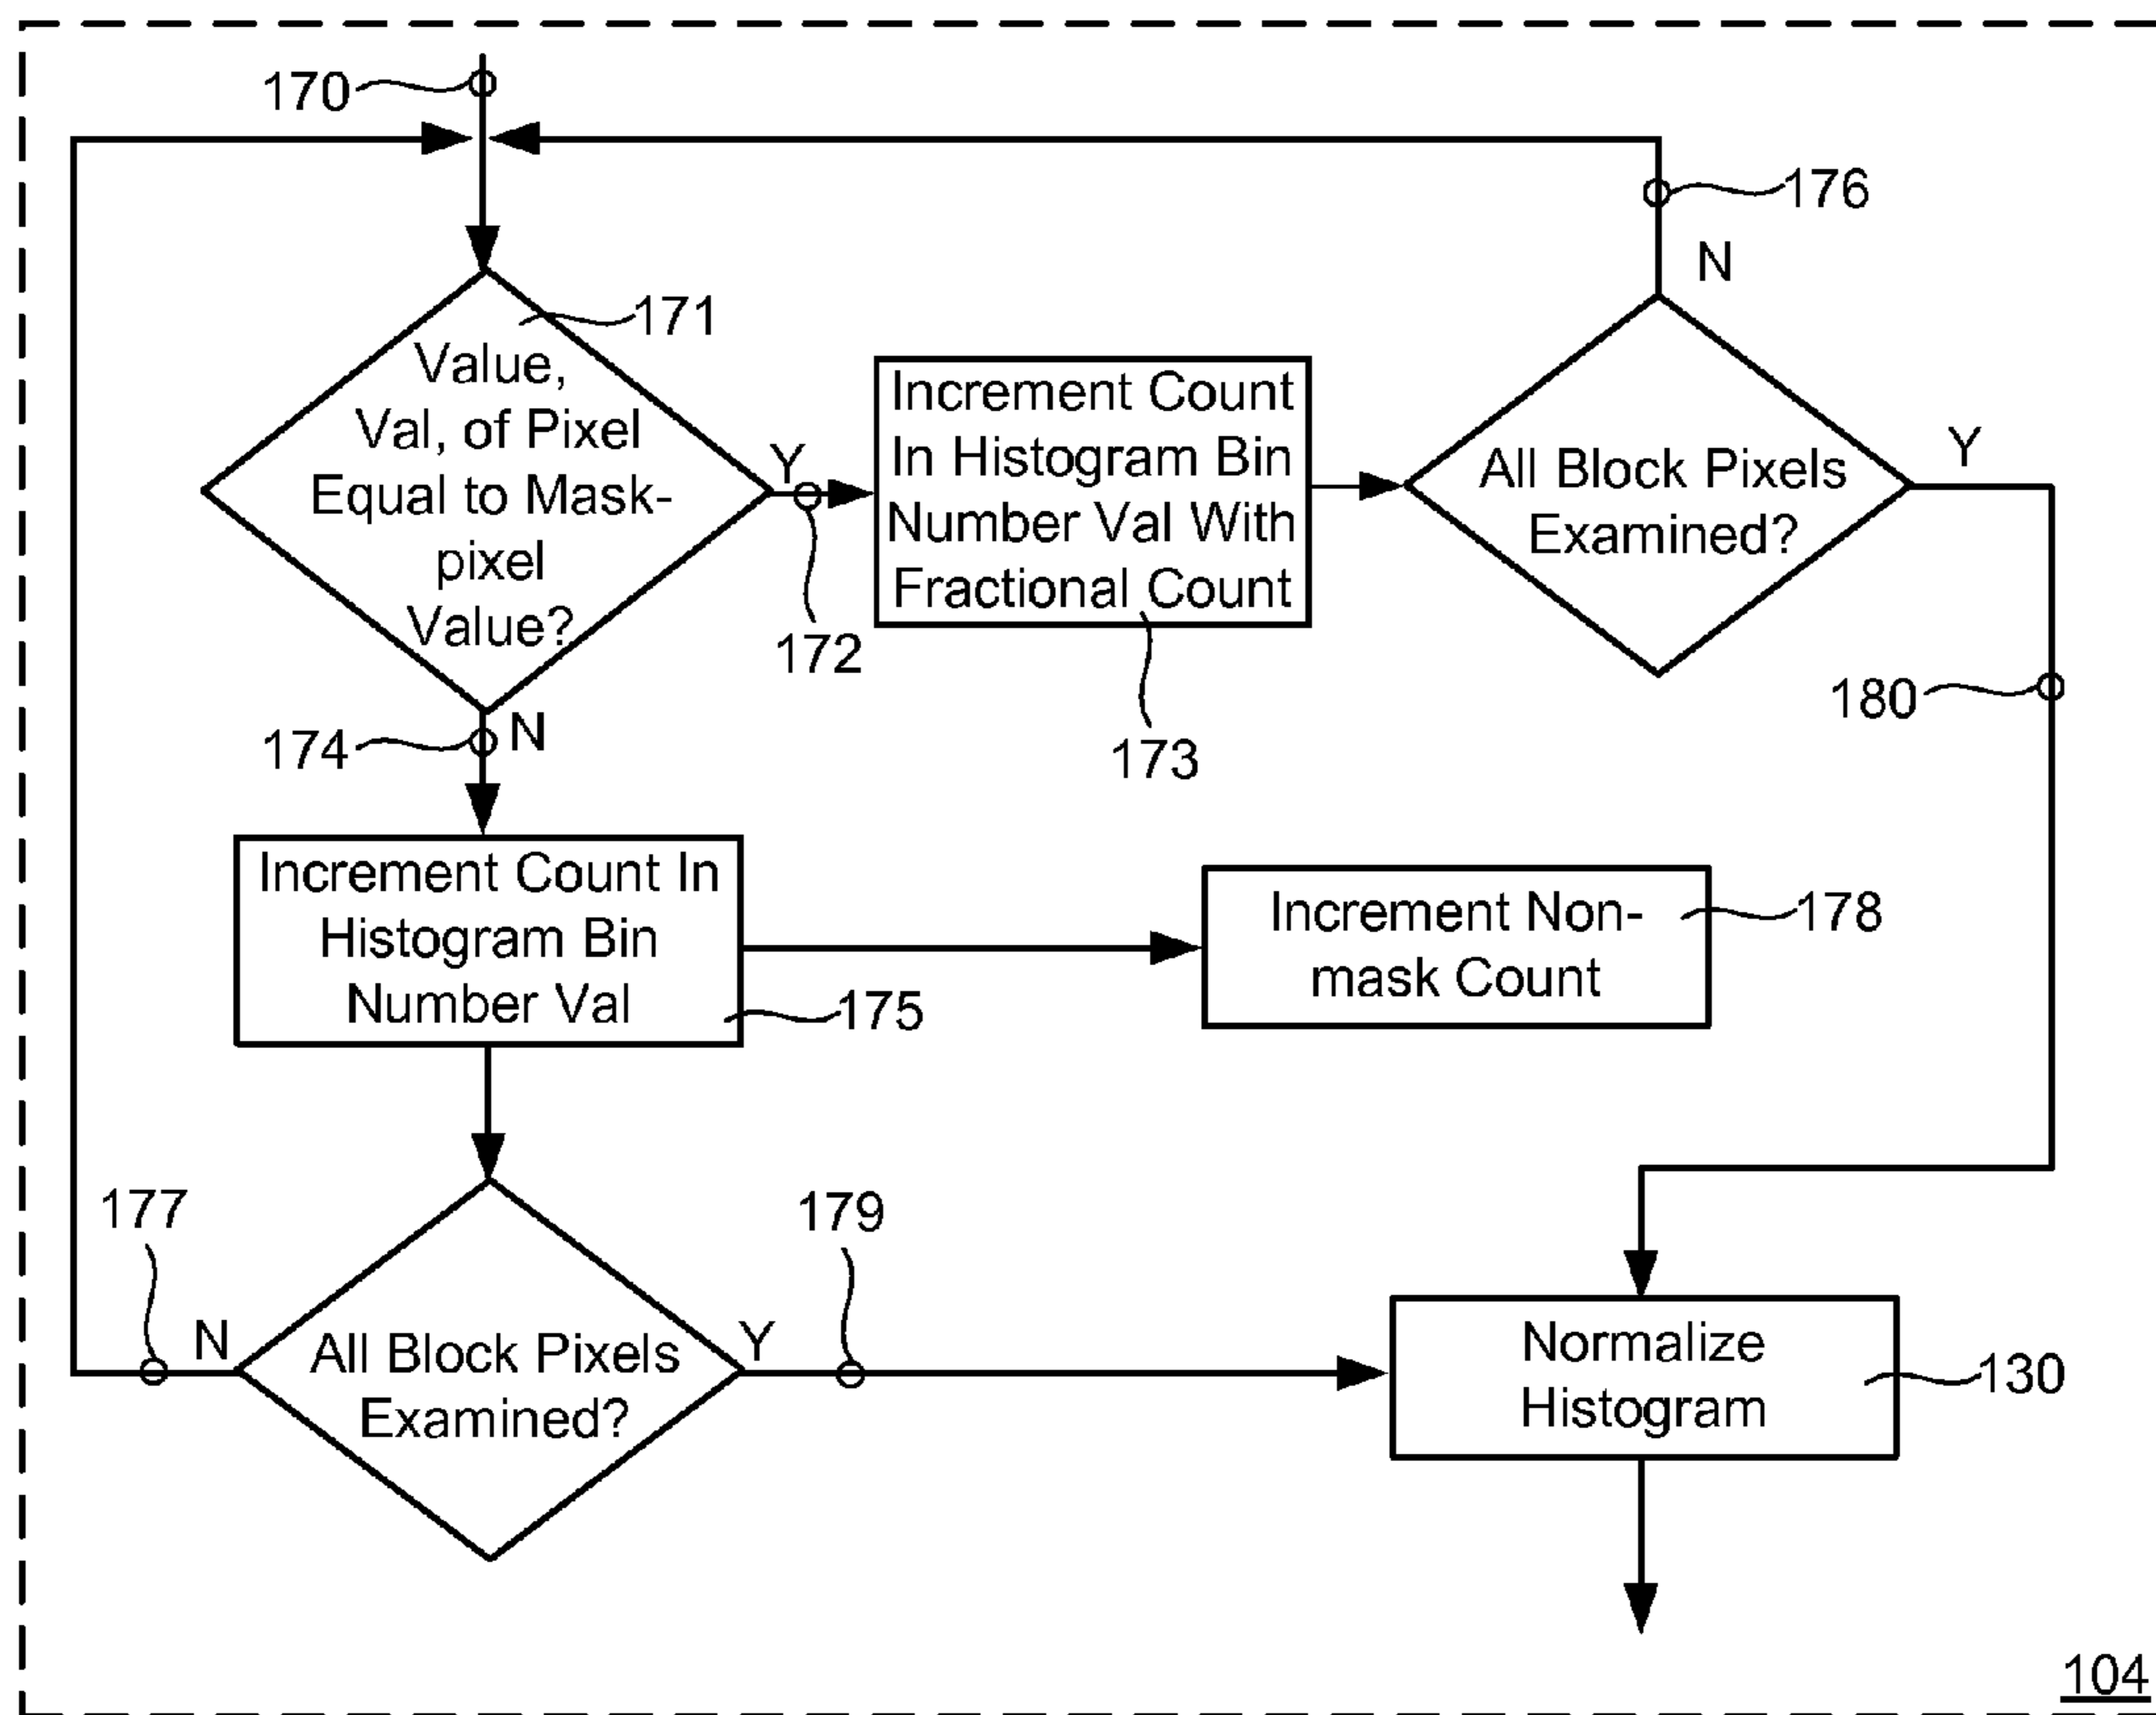 170
176
N
171
Value,
Val, of Pixel
Equal to Mask-
pixel
Value?
Y
172
Increment Count
In Histogram Bin
Number Val With
Fractional Count
173
All Block Pixels
Examined?
Y
180
174
N
Increment Count In
Histogram Bin
Number Val
175
Increment Non-
mask Count
178
177
N
All Block Pixels
Examined?
Y
179
Normalize
Histogram
130
104